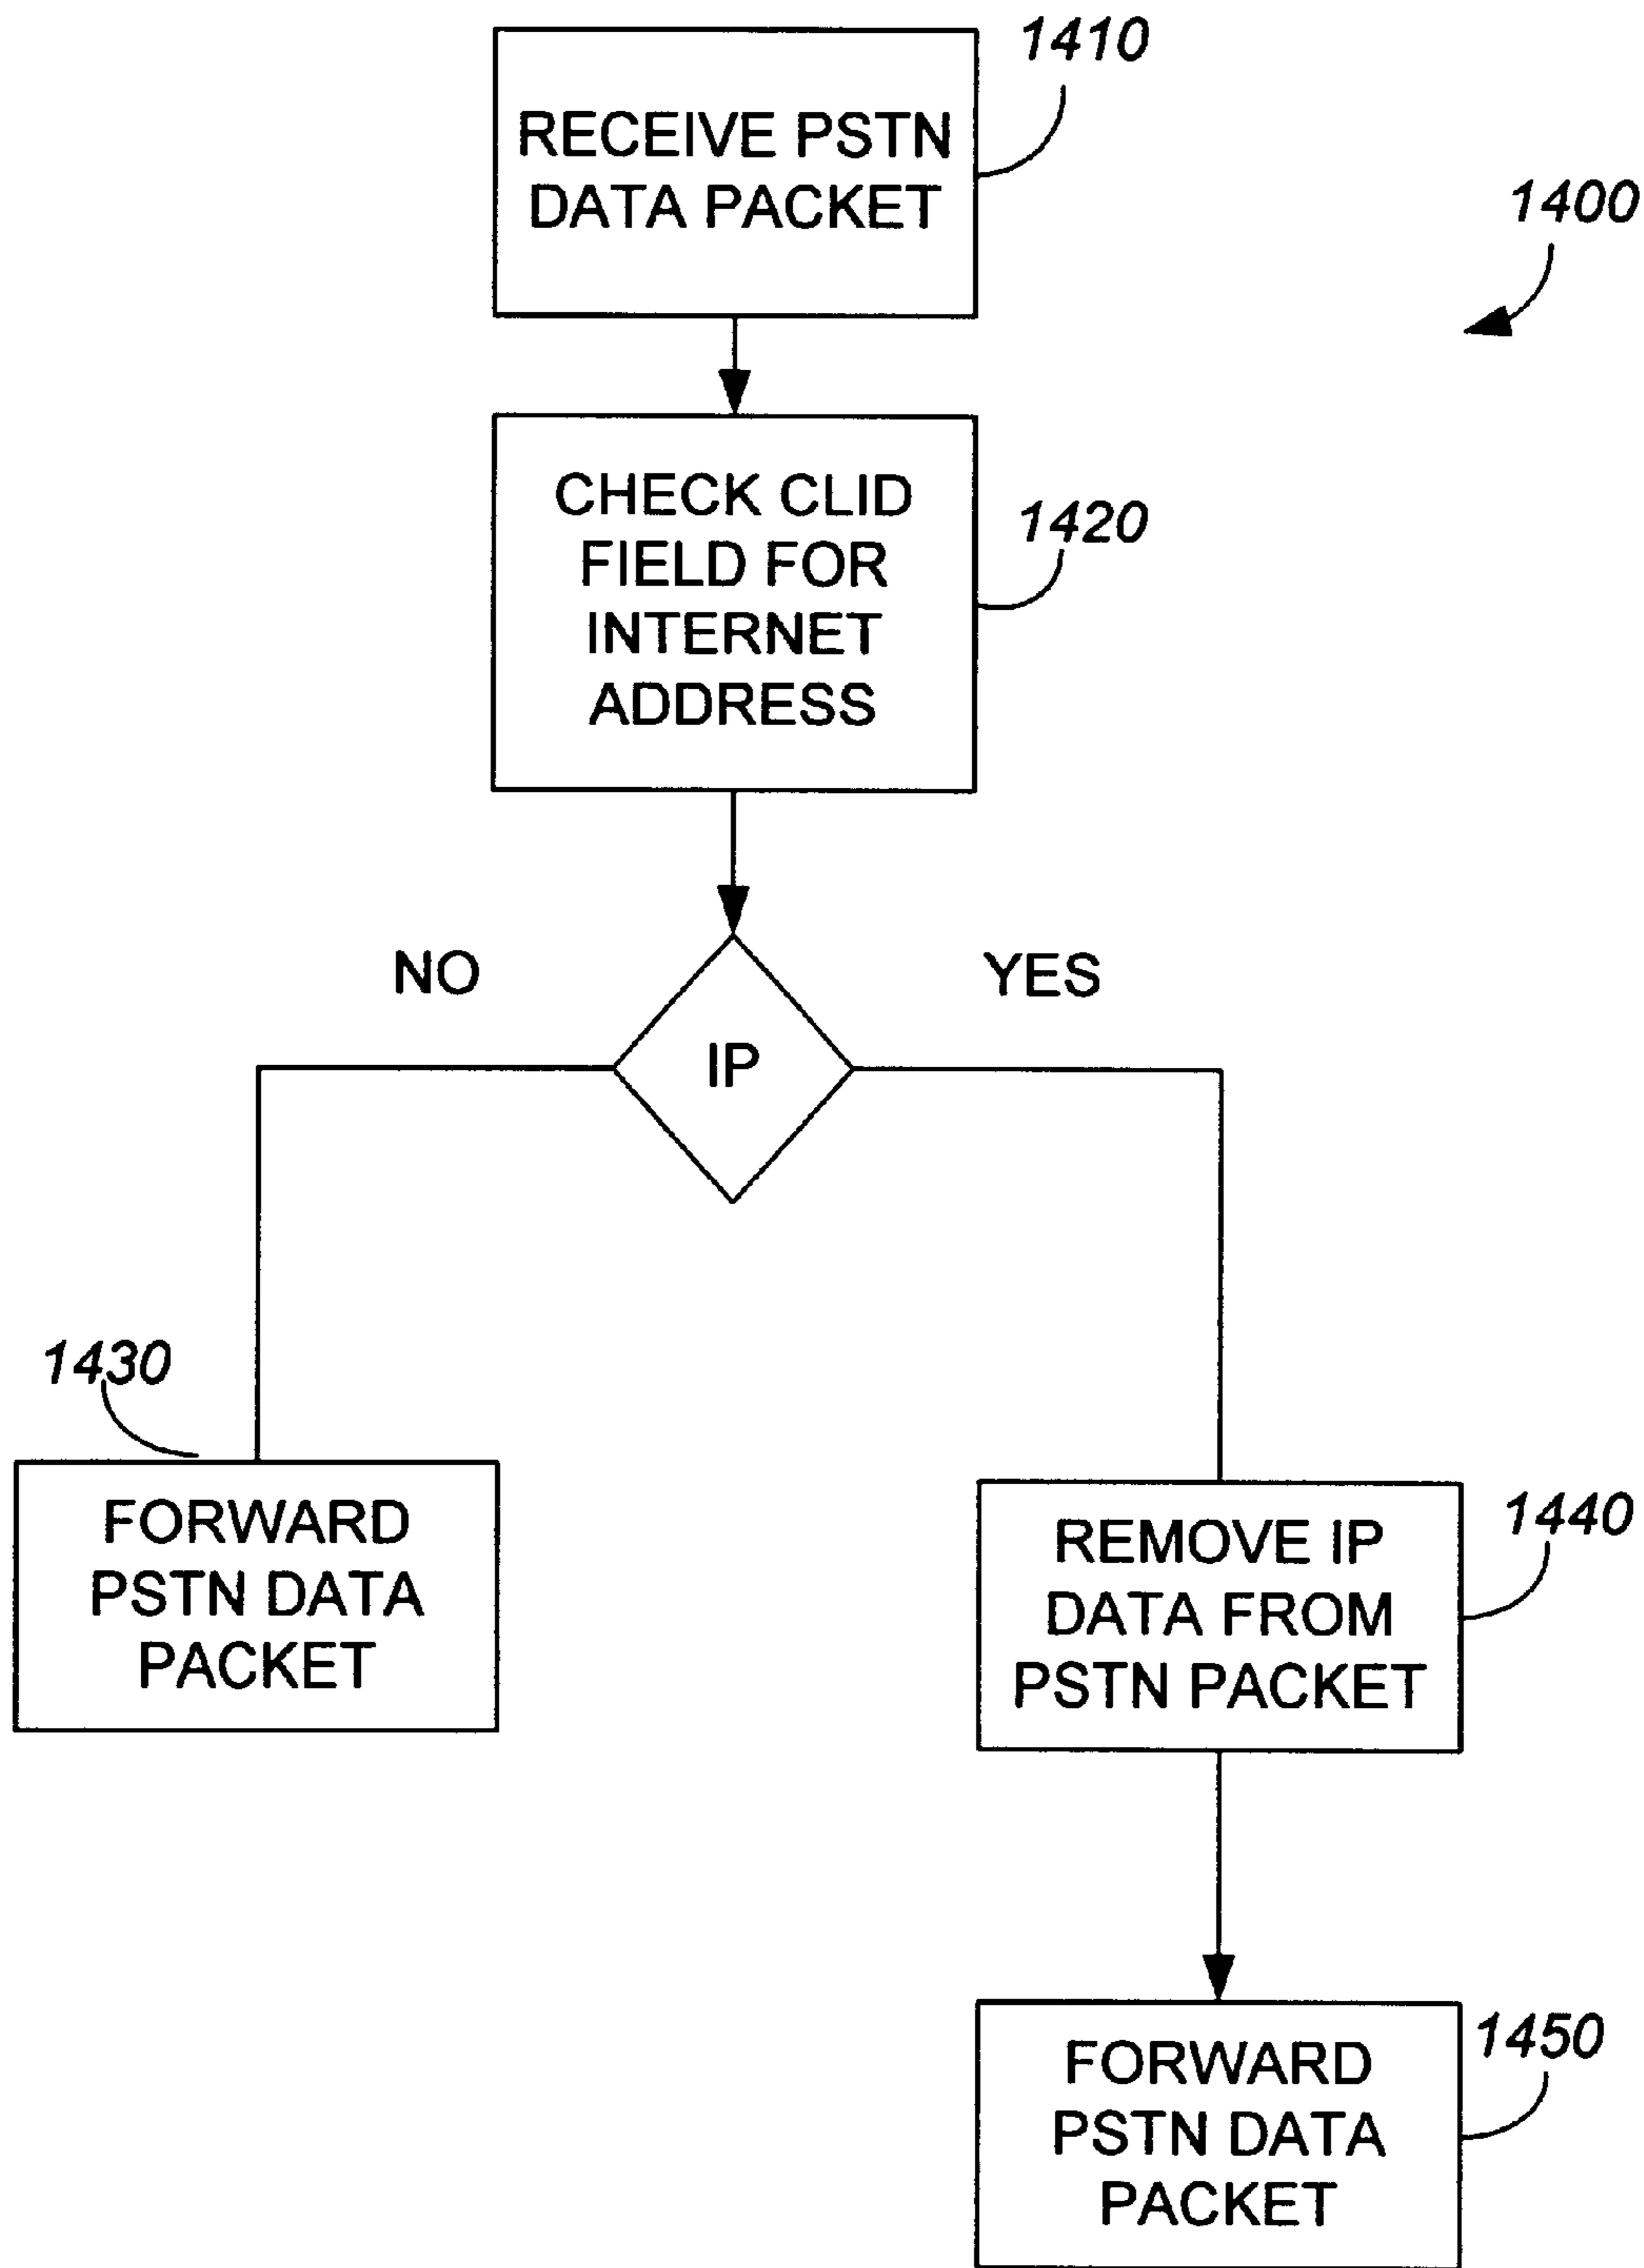 1410
RECEIVE PSTN
DATA PACKET
1400
CHECK CLID
FIELD FOR
INTERNET
ADDRESS
1420
NO
YES
IP
1430
FORWARD
PSTN DATA
PACKET
1440
REMOVE IP
DATA FROM
PSTN PACKET
1450
FORWARD
PSTN DATA
PACKET